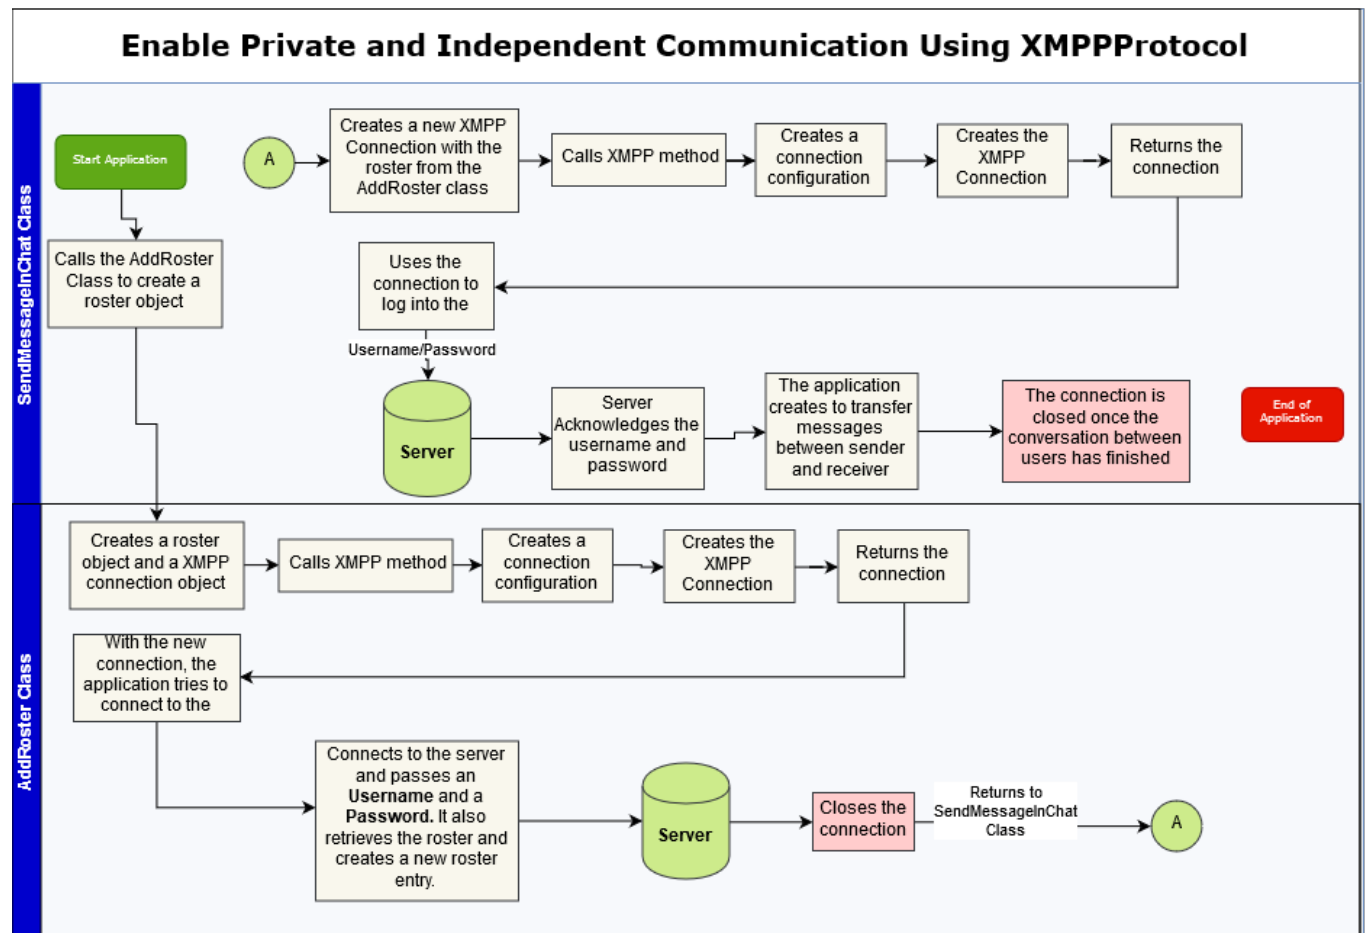 Enable Private and Independent Communication Using XMPPProtocol
SendMessageInChat Class
Start Application
A
Creates a new XMPP
Connection with the
roster from the
AddRoster class
Calls XMPP method
Creates a
connection
configuration
Creates the
XMPP
Connection
Returns the
connection
Calls the AddRoster
Class to create a
roster object
Uses the
connection to
log into the
Username/Password
Server
Server
Acknowledges the
username and
password
The application
creates to transfer
messages
between sender
and receiver
The connection is
closed once the
conversation between
users has finished
End of
Application
AddRoster Class
Creates a roster
object and a XMPP
connection object
Calls XMPP method
Creates a
connection
configuration
Creates the
XMPP
Connection
Returns the
connection
With the new
connection, the
application tries to
connect to the
Connects to the server
and passes an
Username and a
Password. It also
retrieves the roster and
creates a new roster
entry.
Server
Closes the
connection
Returns to
SendMessageInChat
Class
A